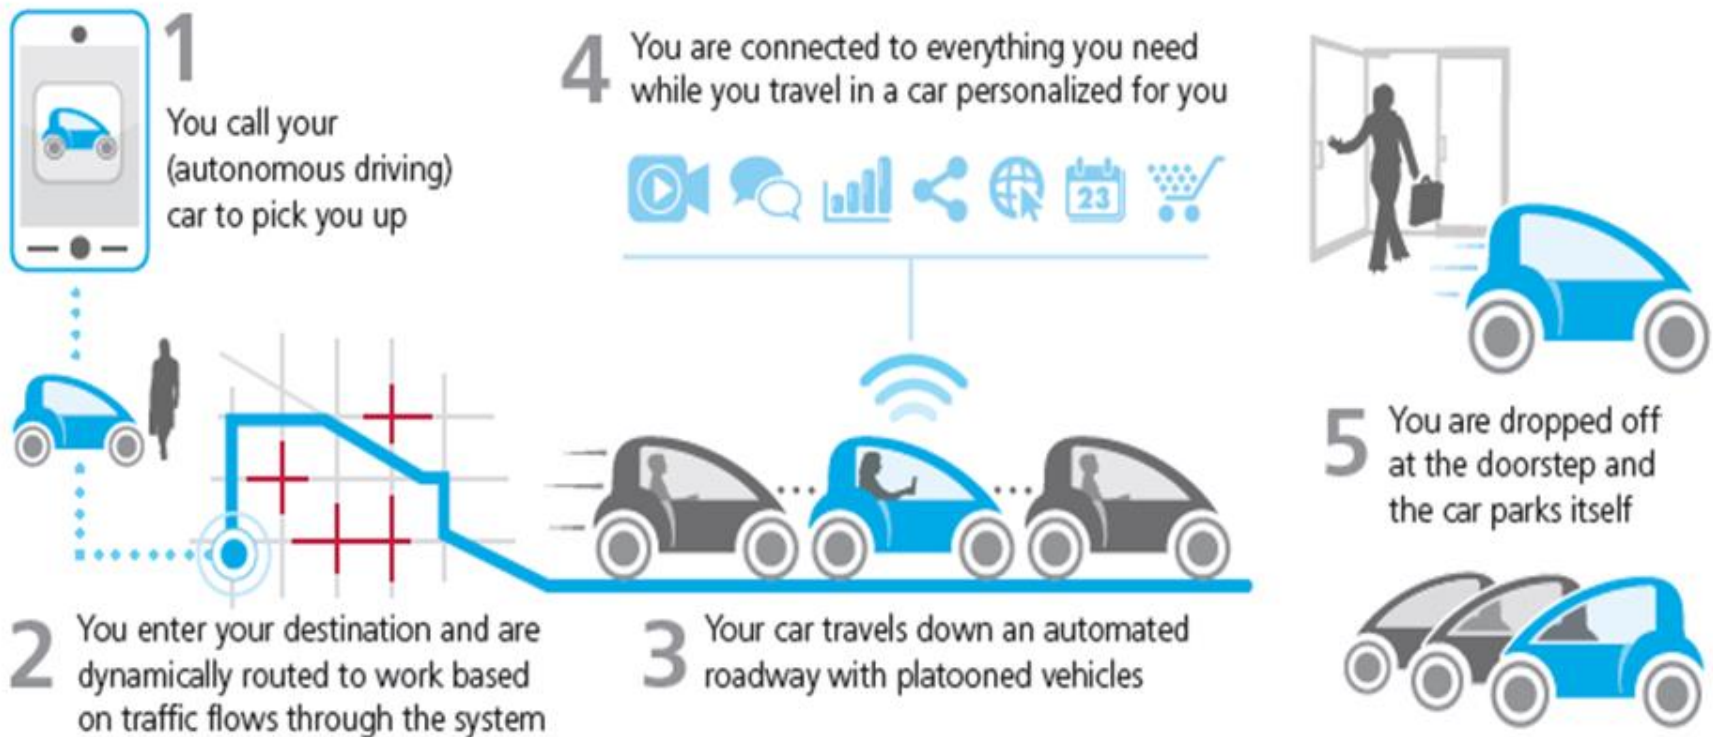 1
You call your
(autonomous driving)
car to pick you up
2
You enter your destination and are
dynamically routed to work based
on traffic flows through the system
3
Your car travels down an automated
roadway with platooned vehicles
4
You are connected to everything you need
while you travel in a car personalized for you
23
5
You are dropped off
at the doorstep and
the car parks itself